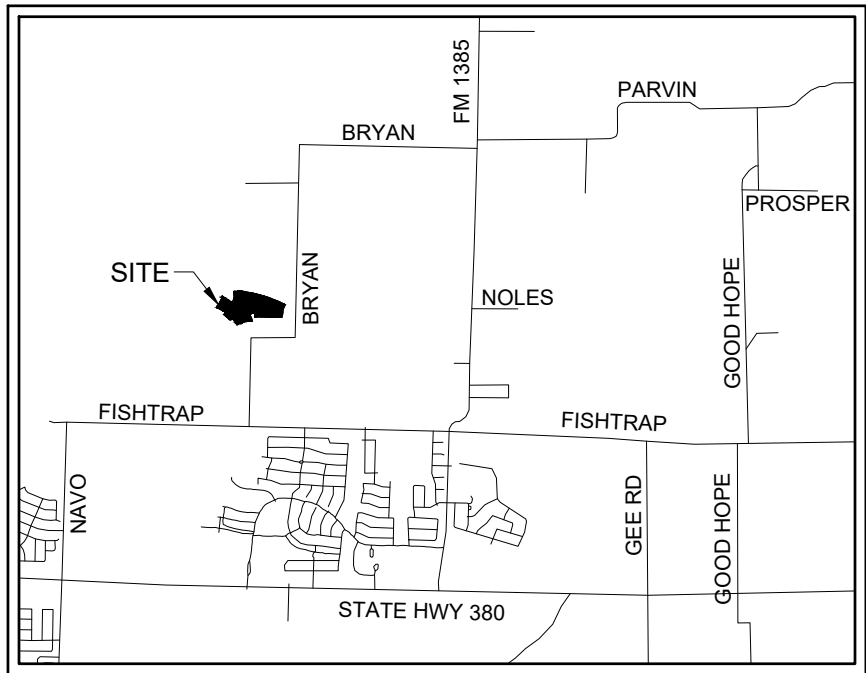 FM 1385
PARVIN
BRYAN
PROSPER
SITE
BRYAN
NOLES
GOOD HOPE
FISHTRAP
FISHTRAP
NAVO
GEE RD
GOOD HOPE
STATE HWY 380